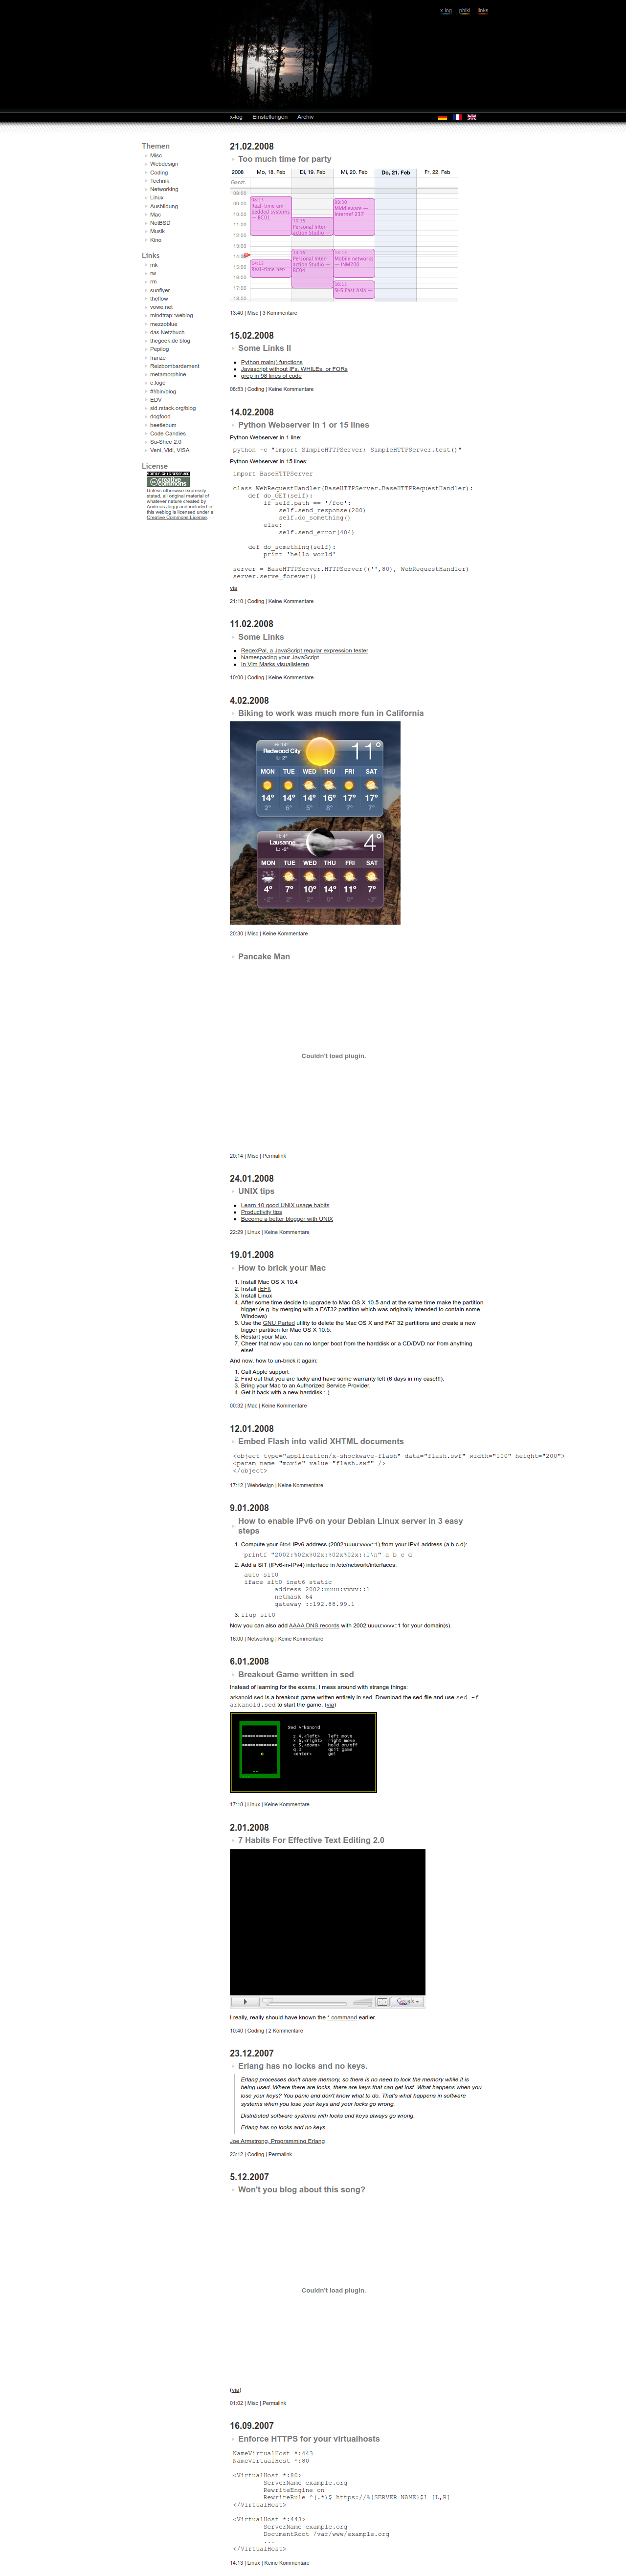 x-log phiki links
x-log Einstellungen Archiv
Themen
Misc
Webdesign
Coding
Technik
Networking
Linux
Ausbildung
Mac
NetBSD
Musik
Kino
Links
mk
rw
rm
sunflyer
theflow
vowe.net
mindtrap::weblog
mezzoblue
das Netzbuch
thegeek.de blog
Pepilog
franze
Reizbombardement
metamorphine
e.loge
#!/bin/blog
EDV
sid.rstack.org/blog
dogfood
beetlebum
Code Candies
Su-Shee 2.0
Veni, Vidi, VISA
License
SOME RIGHTS RESERVED
creative commons
Unless otherwise expressly
stated, all original material of
whatever nature created by
Andreas Jaggi and included in
this weblog is licensed under a
Creative Commons License.
21.02.2008
Too much time for party
2008 Mo, 18. Feb Di, 19. Feb Mi, 20. Feb Do, 21. Feb Fr, 22. Feb
Ganzt.
08:00
09:00
10:00
11:00
12:00
13:00
14:00
15:00
16:00
17:00
18:00
08:15
Real-time em-
bedded systems
— BC03
14:15
Real-time net-
10:15
Personal inter-
action Studio —
13:15
Personal inter-
action Studio —
BC04
08:30
Middleware —
Internef 237
13:15
Mobile networks
— INM200
16:15
SHS East Asia —
13:40 | Misc | 3 Kommentare
15.02.2008
Some Links II
Python main() functions
Javascript without IFs, WHILEs, or FORs
grep in 98 lines of code
08:53 | Coding | Keine Kommentare
14.02.2008
Python Webserver in 1 or 15 lines
Python Webserver in 1 line:
python -c "import SimpleHTTPServer; SimpleHTTPServer.test()"
Python Webserver in 15 lines:
import BaseHTTPServer
class WebRequestHandler(BaseHTTPServer.BaseHTTPRequestHandler):
def do_GET(self):
if self.path == '/foo':
self.send_response(200)
self.do_something()
else:
self.send_error(404)
def do_something(self):
print 'hello world'
server = BaseHTTPServer.HTTPServer(('',80), WebRequestHandler)
server.serve_forever()
via
21:10 | Coding | Keine Kommentare
11.02.2008
Some Links
RegexPal, a JavaScript regular expression tester
Namespacing your JavaScript
In Vim Marks visualisieren
10:00 | Coding | Keine Kommentare
4.02.2008
Biking to work was much more fun in California
H: 14°
Redwood City
L: 2°
11°
MON TUE WED THU FRI SAT
14° 14° 14° 16° 17° 17°
2° 6° 5° 8° 7° 7°
H: 4°
Lausanne
L: -2°
4°
MON TUE WED THU FRI SAT
4° 7° 10° 14° 11° 7°
20:30 | Misc | Keine Kommentare
Pancake Man
Couldn't load plugin.
20:14 | Misc | Permalink
24.01.2008
UNIX tips
Learn 10 good UNIX usage habits
Productivity tips
Become a better blogger with UNIX
22:29 | Linux | Keine Kommentare
19.01.2008
How to brick your Mac
1. Install Mac OS X 10.4
2. Install rEFIt
3. Install Linux
4. After some time decide to upgrade to Mac OS X 10.5 and at the same time make the partition
bigger (e.g. by merging with a FAT32 partition which was originally intended to contain some
Windows)
5. Use the GNU Parted utility to delete the Mac OS X and FAT 32 partitions and create a new
bigger partition for Mac OS X 10.5.
6. Restart your Mac.
7. Cheer that now you can no longer boot from the harddisk or a CD/DVD nor from anything
else!
And now, how to un-brick it again:
1. Call Apple support
2. Find out that you are lucky and have some warranty left (6 days in my case!!!).
3. Bring your Mac to an Authorized Service Provider.
4. Get it back with a new harddisk :-)
00:32 | Mac | Keine Kommentare
12.01.2008
Embed Flash into valid XHTML documents
<object type="application/x-shockwave-flash" data="flash.swf" width="100" height="200">
<param name="movie" value="flash.swf" />
</object>
17:12 | Webdesign | Keine Kommentare
9.01.2008
How to enable IPv6 on your Debian Linux server in 3 easy
steps
1. Compute your 6to4 IPv6 address (2002:uuuu:vvvv::1) from your IPv4 address (a.b.c.d):
printf "2002:%02x%02x:%02x%02x::1\n" a b c d
2. Add a SIT (IPv6-in-IPv4) interface in /etc/network/interfaces:
auto sit0
iface sit0 inet6 static
address 2002:uuuu:vvvv::1
netmask 64
gateway ::192.88.99.1
3. ifup sit0
Now you can also add AAAA DNS records with 2002:uuuu:vvvv::1 for your domain(s).
16:00 | Networking | Keine Kommentare
6.01.2008
Breakout Game written in sed
Instead of learning for the exams, I mess around with strange things:
arkanoid.sed is a breakout-game written entirely in sed. Download the sed-file and use sed -f
arkanoid.sed to start the game. (via)
Sed Arkanoid
z,4,<left> left move
x,6,<right> right move
c,5,<down> hold on/off
q,0 quit game
<enter> go!
17:18 | Linux | Keine Kommentare
2.01.2008
7 Habits For Effective Text Editing 2.0
Google
I really, really should have known the * command earlier.
10:40 | Coding | 2 Kommentare
23.12.2007
Erlang has no locks and no keys.
Erlang processes don't share memory, so there is no need to lock the memory while it is
being used. Where there are locks, there are keys that can get lost. What happens when you
lose your keys? You panic and don't know what to do. That's what happens in software
systems when you lose your keys and your locks go wrong.
Distributed software systems with locks and keys always go wrong.
Erlang has no locks and no keys.
Joe Armstrong, Programming Erlang
23:12 | Coding | Permalink
5.12.2007
Won't you blog about this song?
Couldn't load plugin.
(via)
01:02 | Misc | Permalink
16.09.2007
Enforce HTTPS for your virtualhosts
NameVirtualHost *:443
NameVirtualHost *:80
<VirtualHost *:80>
ServerName example.org
RewriteEngine on
RewriteRule ^(.*)$ https://%{SERVER_NAME}$1 [L,R]
</VirtualHost>
<VirtualHost *:443>
ServerName example.org
DocumentRoot /var/www/example.org
...
</VirtualHost>
14:13 | Linux | Keine Kommentare